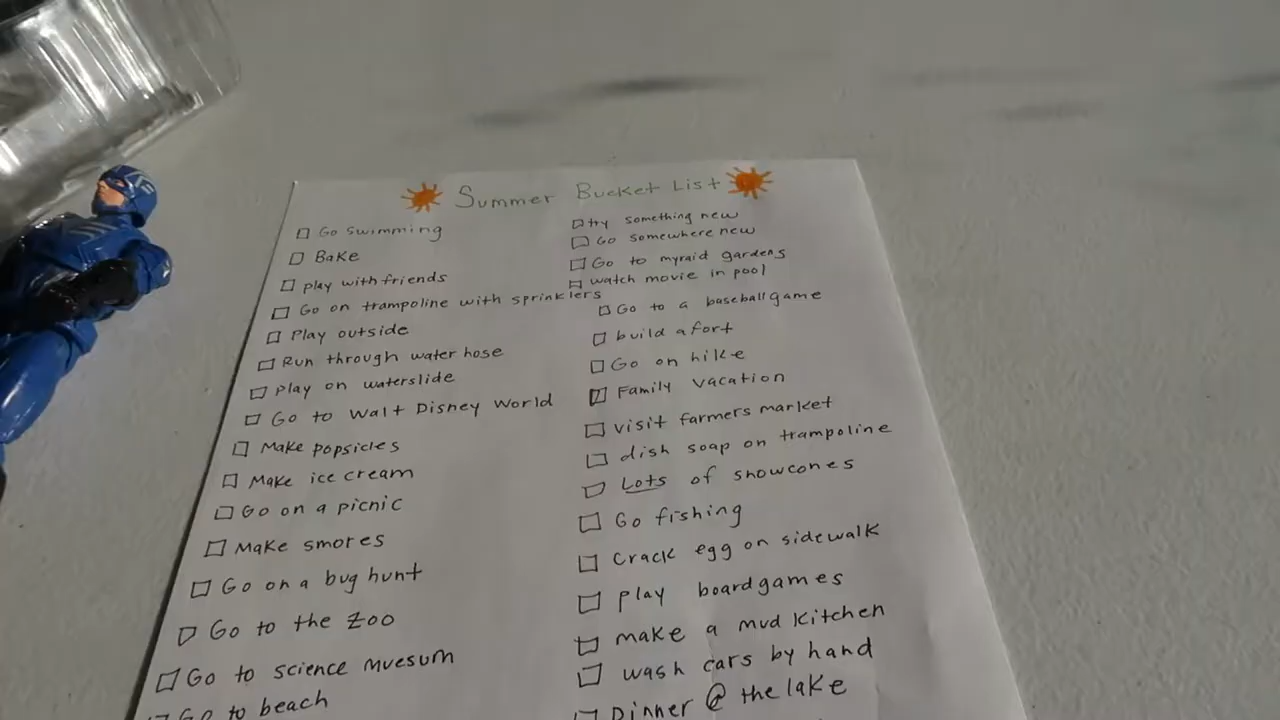 Summer Bucket List
Go swimming
Bake
play with friends
Go on trampoline with sprinklers
Play outside
Run through water hose
Play on waterslide
Go to Walt Disney World
Make popsicles
Make ice cream
Go on a picnic
Make smores
Go on a bug hunt
Go to the Zoo
Go to science muesum
Go to beach
try something new
Go somewhere new
Go to myraid gardens
watch movie in pool
Go to a baseball game
build a fort
Go on hike
Family vacation
visit farmers market
dish soap on trampoline
Lots of snowcones
Go fishing
Crack egg on sidewalk
play boardgames
make a mud kitchen
wash cars by hand
Dinner @ the lake